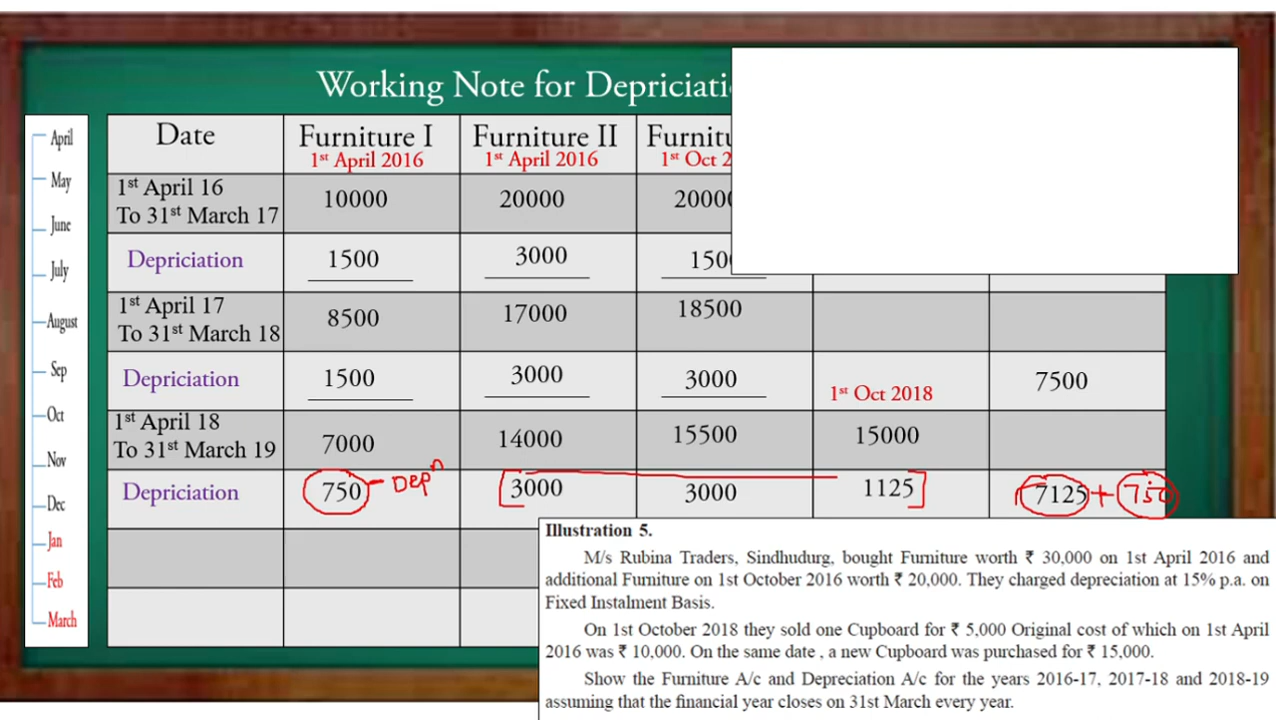 Working Note for Depriciati
April
May
June
July
August
Sep
Oct
Nov
Dec
Jan
Feb
March
Date
Furniture I
1st April 2016
Furniture II
1st April 2016
Furnitu
1st Oct 2
1st April 16
To 31st March 17
10000
20000
2000
Depriciation
1500
3000
150
1st April 17
To 31st March 18
8500
17000
18500
Depriciation
1500
3000
3000
1st Oct 2018
7500
1st April 18
To 31st March 19
7000
14000
15500
15000
Depriciation
750 - Depn
[3000
3000
1125]
7125 + 750
Illustration 5.
M/s Rubina Traders, Sindhudurg, bought Furniture worth ₹ 30,000 on 1st April 2016 and
additional Furniture on 1st October 2016 worth ₹ 20,000. They charged depreciation at 15% p.a. on
Fixed Instalment Basis.
On 1st October 2018 they sold one Cupboard for ₹ 5,000 Original cost of which on 1st April
2016 was ₹ 10,000. On the same date , a new Cupboard was purchased for ₹ 15,000.
Show the Furniture A/c and Depreciation A/c for the years 2016-17, 2017-18 and 2018-19
assuming that the financial year closes on 31st March every year.